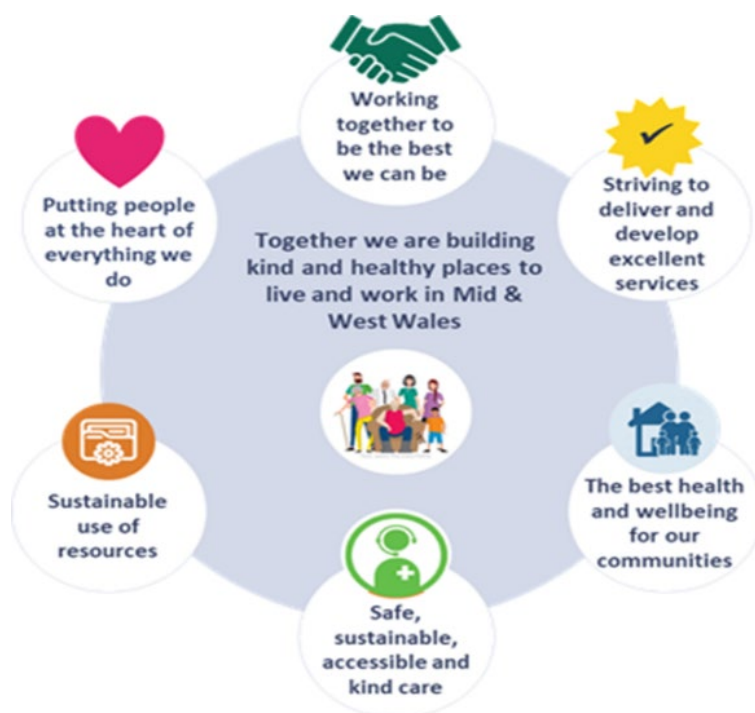 Working
together to
be the best
we can be
Striving to
deliver and
develop
excellent
services
Putting people
at the heart of
everything we
do
Together we are building
kind and healthy places to
live and work in Mid &
West Wales
The best health
and wellbeing
for our
communities
Sustainable
use of
resources
Safe,
sustainable,
accessible and
kind care